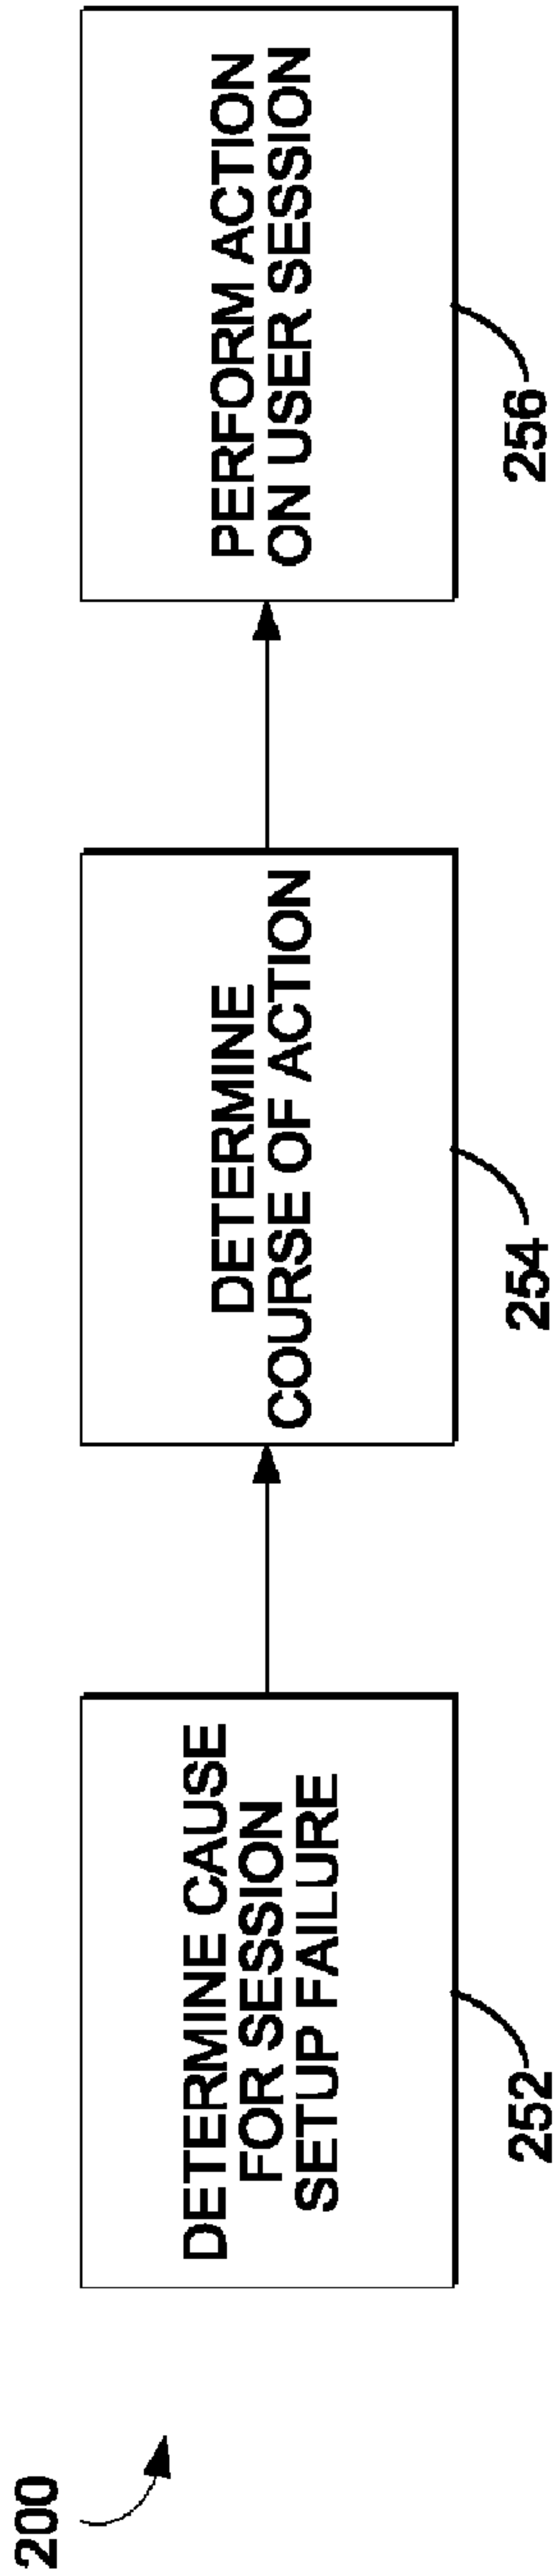 200
DETERMINE CAUSE
FOR SESSION
SETUP FAILURE
252
DETERMINE
COURSE OF ACTION
254
PERFORM ACTION
ON USER SESSION
256